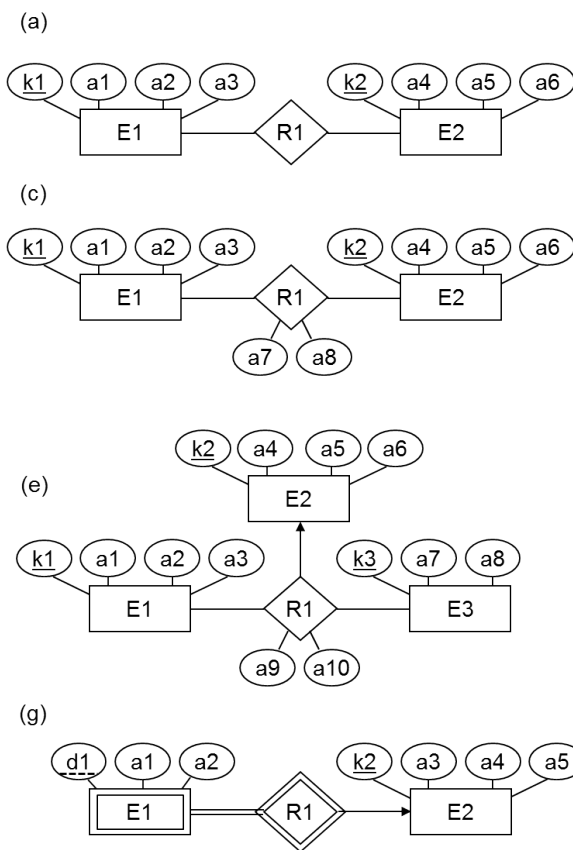 (a)
k1 a1 a2 a3 k2 a4 a5 a6
E1 R1 E2
(c)
k1 a1 a2 a3 k2 a4 a5 a6
E1 R1 E2
a7 a8
k2 a4 a5 a6
(e)
E2
k1 a1 a2 a3 k3 a7 a8
E1 R1 E3
a9 a10
(g)
d1 a1 a2 k2 a3 a4 a5
E1 R1 E2